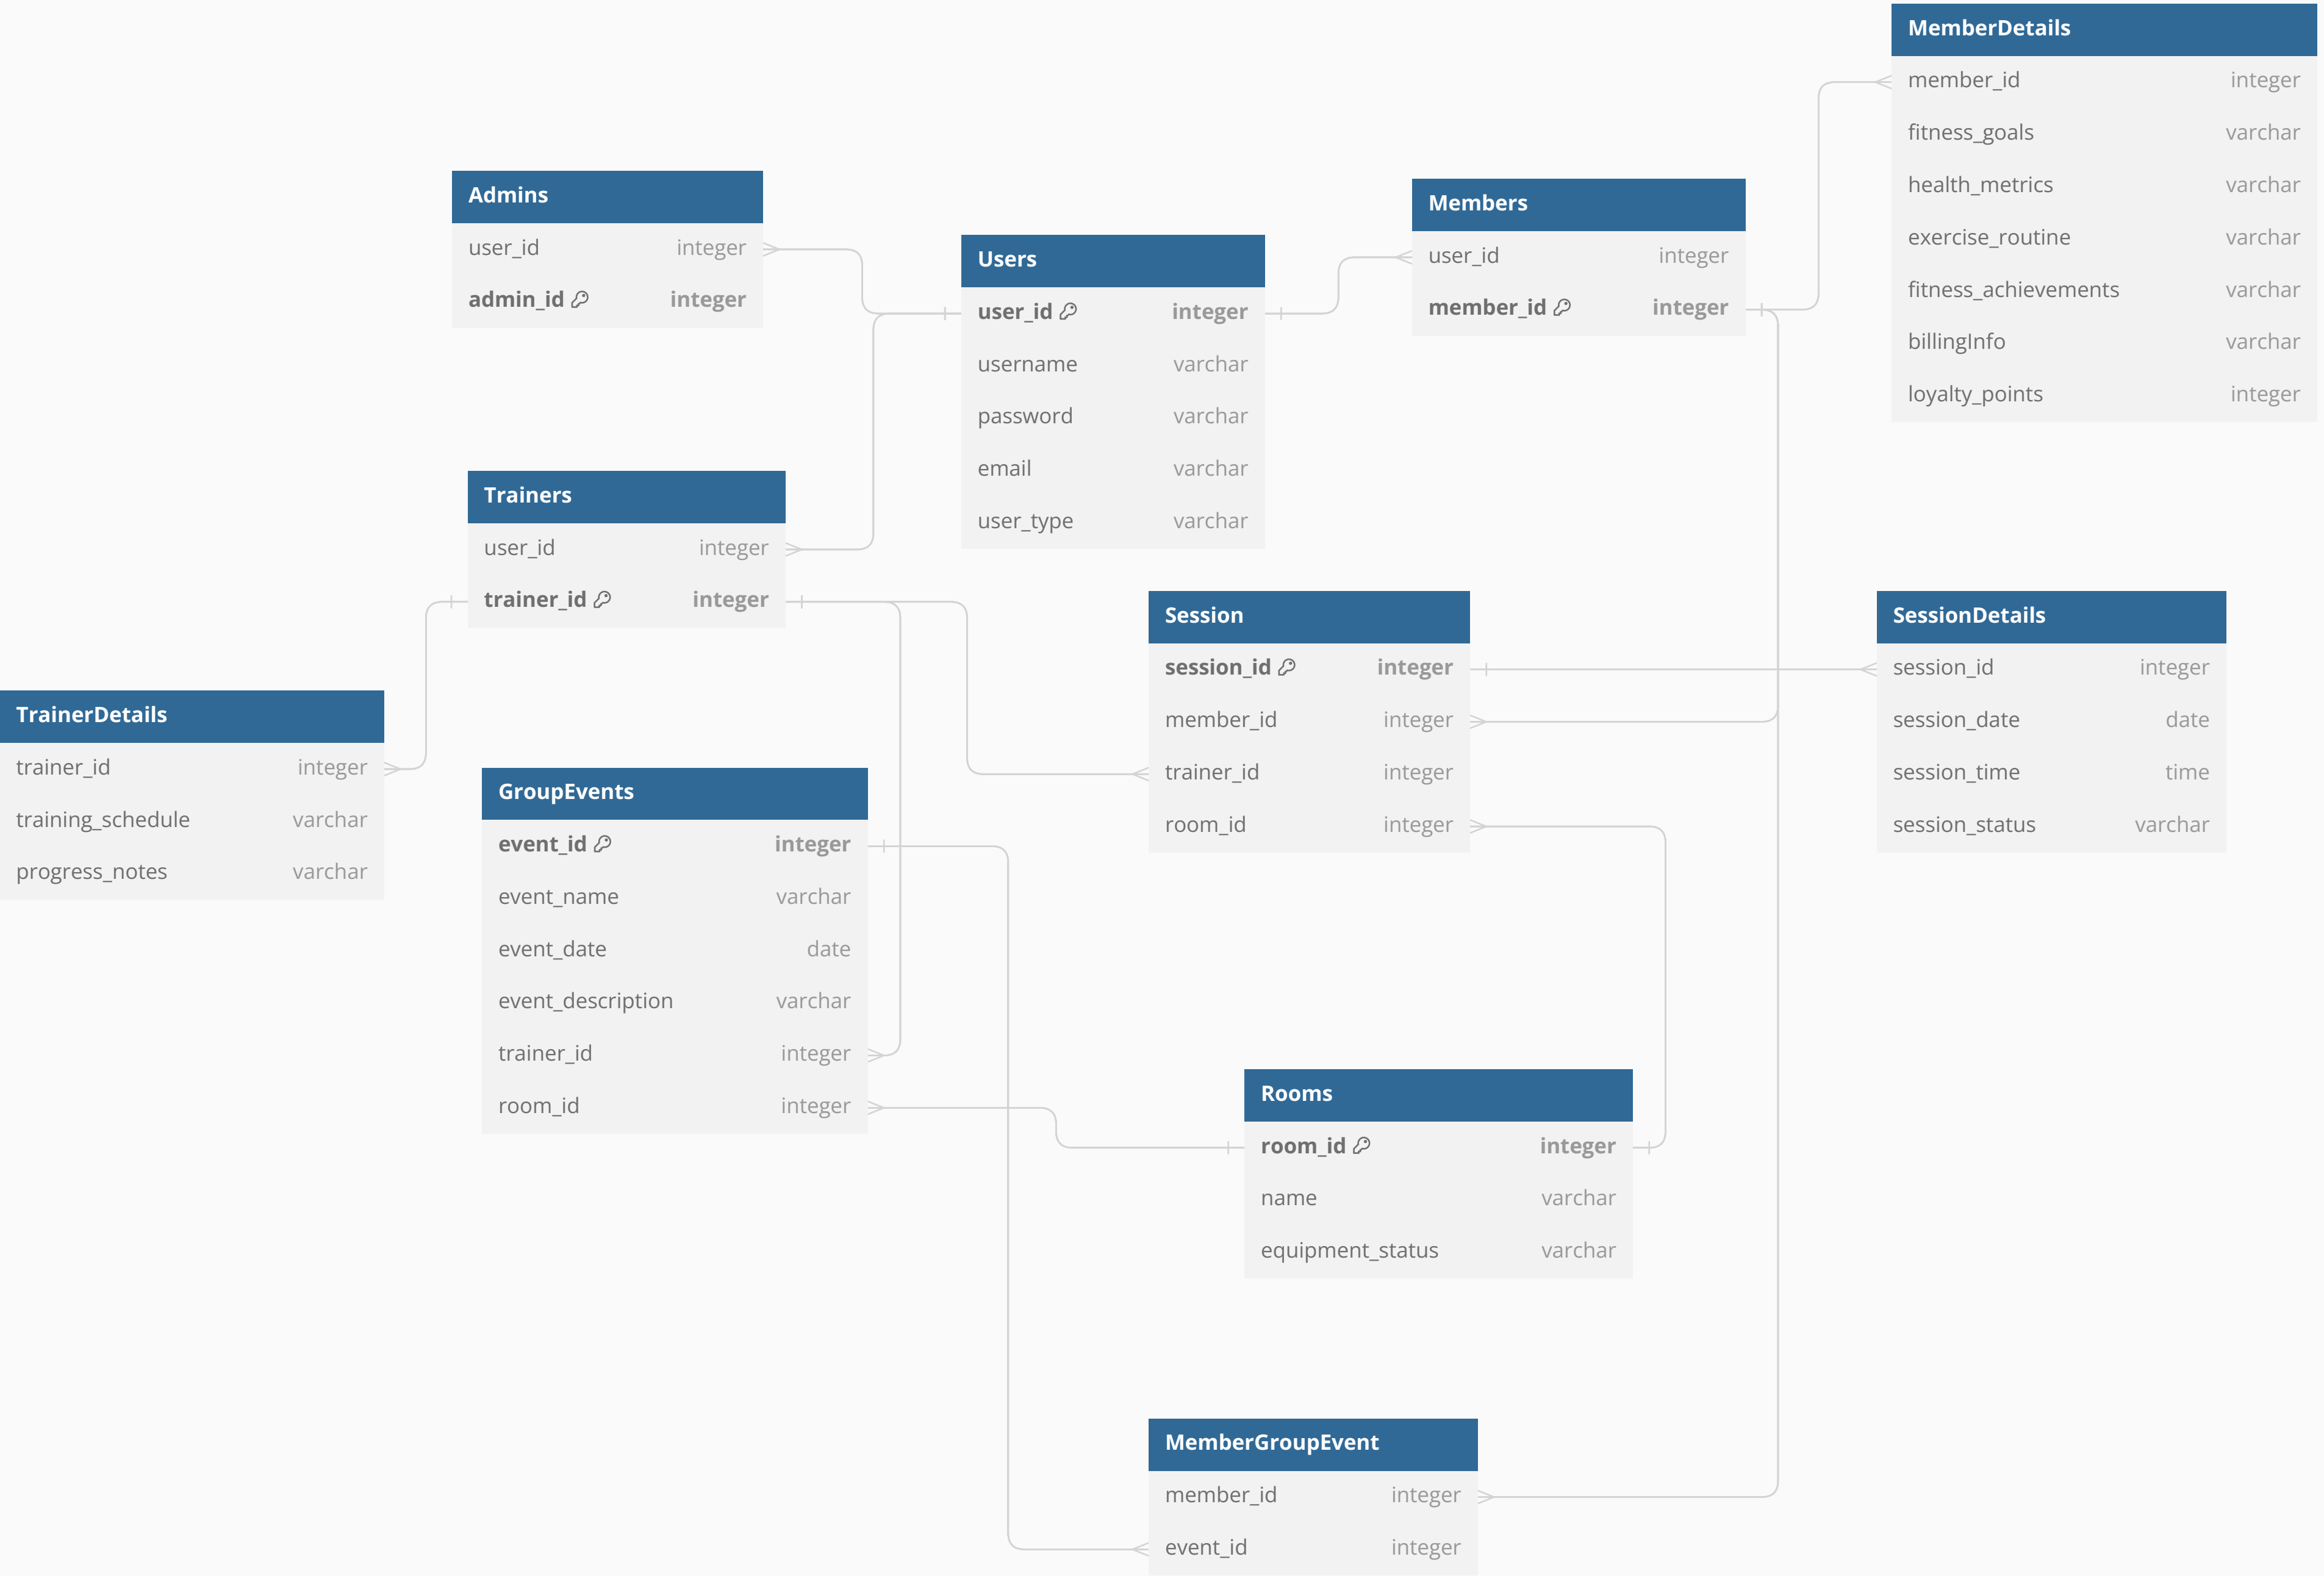 MemberDetails
member_id integer
fitness_goals varchar
health_metrics varchar
exercise_routine varchar
fitness_achievements varchar
billingInfo varchar
loyalty_points integer
Admins
user_id integer
admin_id integer
Members
user_id integer
member_id integer
Users
user_id integer
username varchar
password varchar
email varchar
user_type varchar
Trainers
user_id integer
trainer_id integer
Session
session_id integer
member_id integer
trainer_id integer
room_id integer
SessionDetails
session_id integer
session_date date
session_time time
session_status varchar
TrainerDetails
trainer_id integer
training_schedule varchar
progress_notes varchar
GroupEvents
event_id integer
event_name varchar
event_date date
event_description varchar
trainer_id integer
room_id integer
Rooms
room_id integer
name varchar
equipment_status varchar
MemberGroupEvent
member_id integer
event_id integer